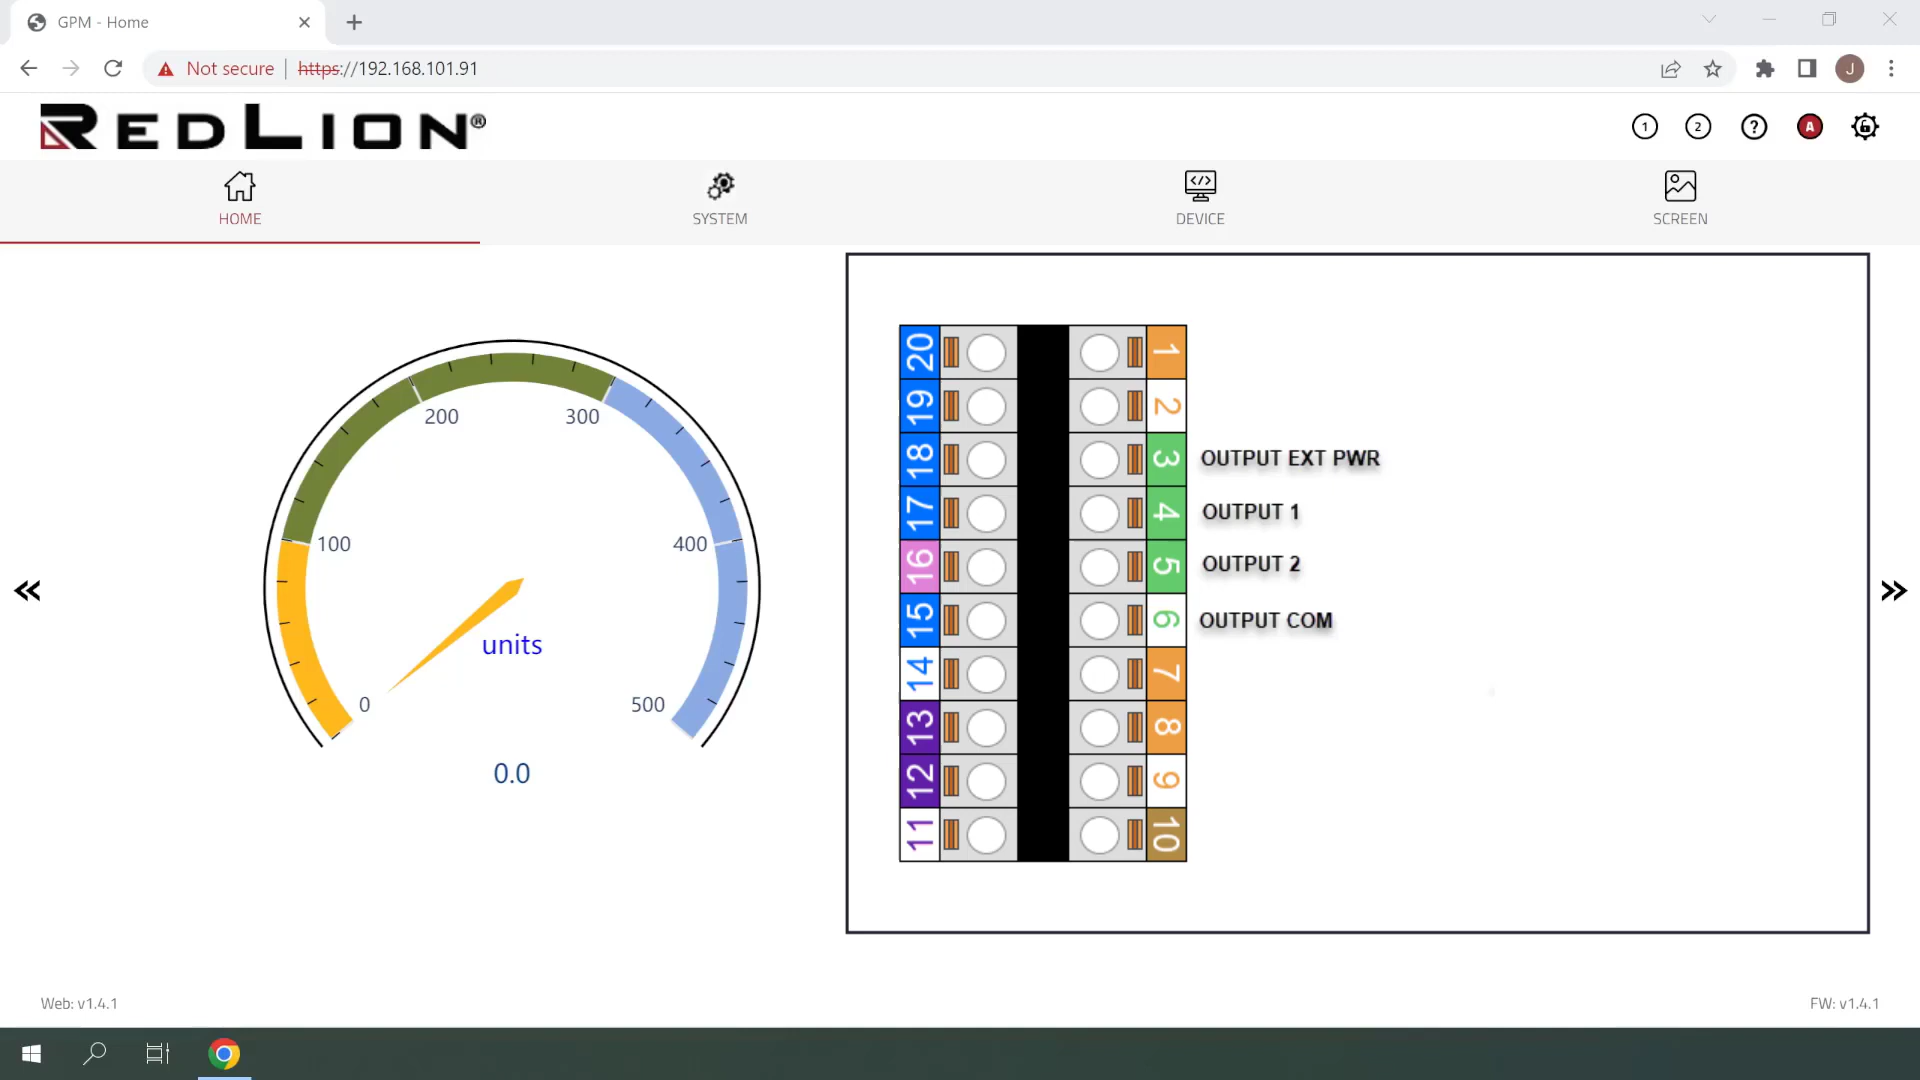 GPM - Home
Not secure
https://192.168.101.91
J
REDLION®
1 2 ? A
HOME
SYSTEM
DEVICE
SCREEN
0
100
200
300
400
500
units
0.0
20
19
18
17
16
15
14
13
12
11
1
2
3 OUTPUT EXT PWR
4 OUTPUT 1
5 OUTPUT 2
6 OUTPUT COM
7
8
9
10
Web: v1.4.1
FW: v1.4.1